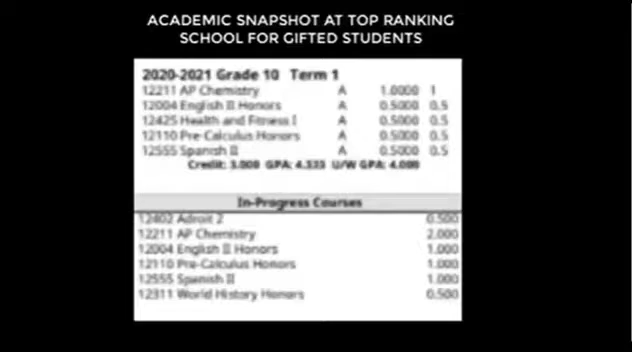 ACADEMIC SNAPSHOT AT TOP RANKING
SCHOOL FOR GIFTED STUDENTS
2020-2021 Grade 10 Term 1
12211 AP Chemistry A 1.0000 1
12004 English II Honors A 0.5000 0.5
12425 Health and Fitness I A 0.5000 0.5
12110 Pre-Calculus Honors A 0.5000 0.5
12555 Spanish II A 0.5000 0.5
Credit: 3.000 GPA: 4.333 U/W GPA: 4.000
In-Progress Courses
12402 Adroit 2 0.500
12211 AP Chemistry 2.000
12004 English II Honors 1.000
12110 Pre-Calculus Honors 1.000
12555 Spanish II 1.000
12311 World History Honors 0.500